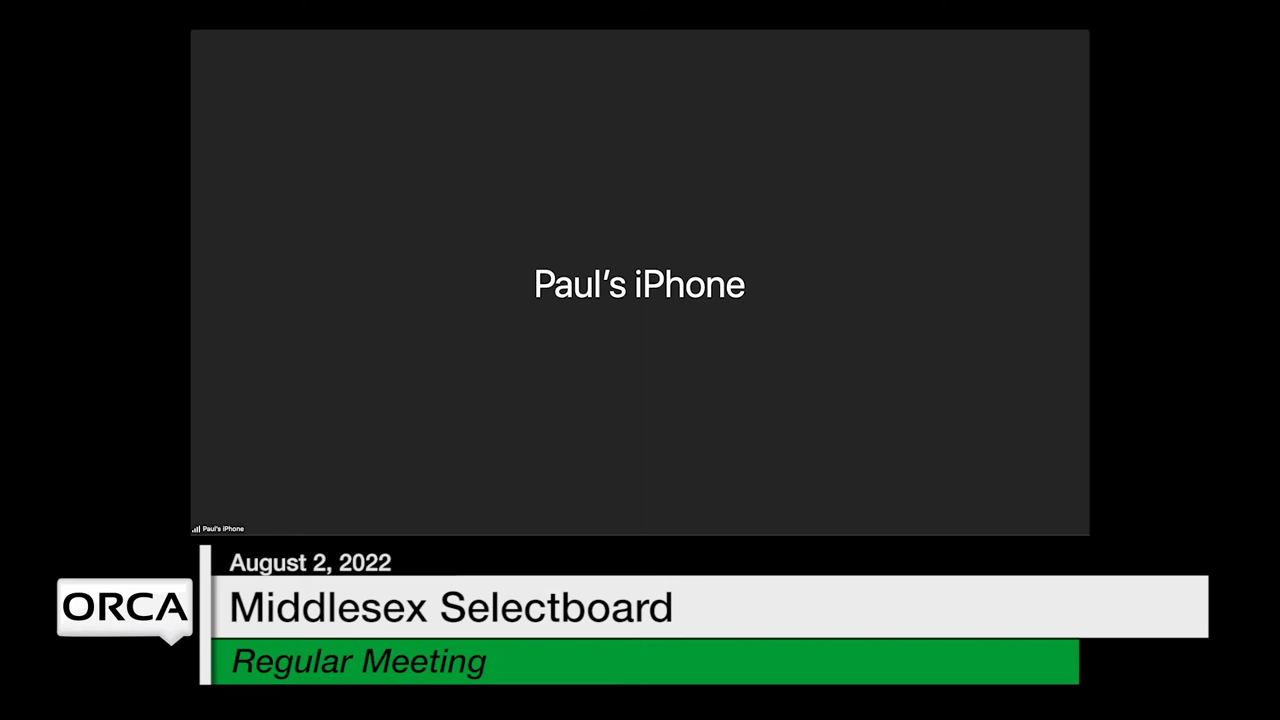 Paul's iPhone
Paul's iPhone
August 2, 2022
ORCA
Middlesex Selectboard
Regular Meeting